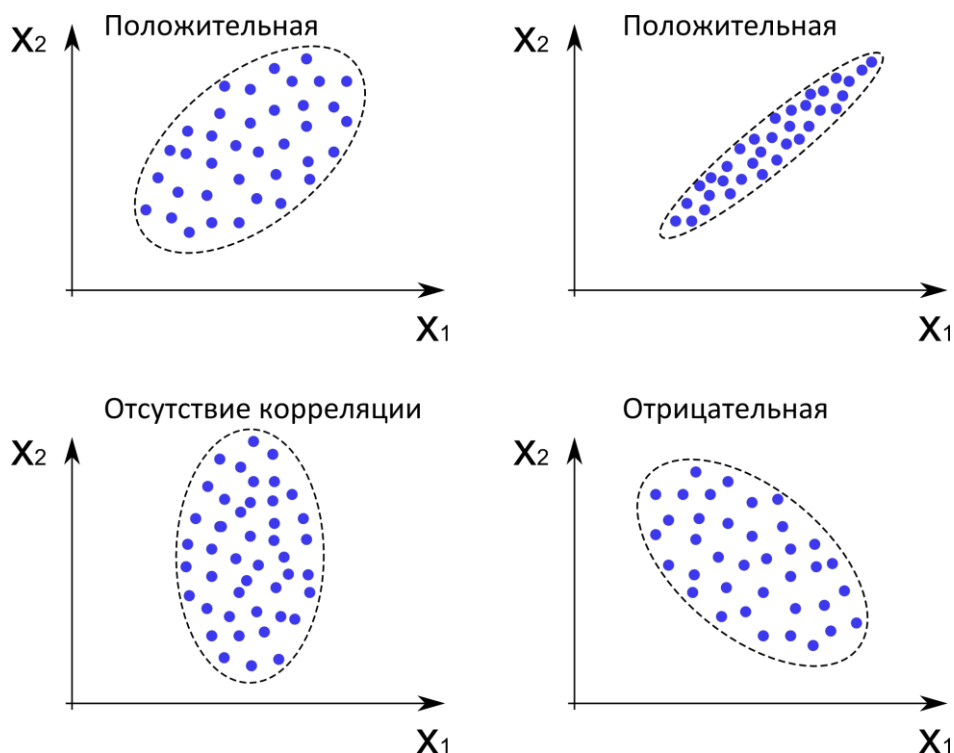 Положительная
X2
X1
Положительная
X2
X1
Отсутствие корреляции
X2
X1
Отрицательная
X2
X1